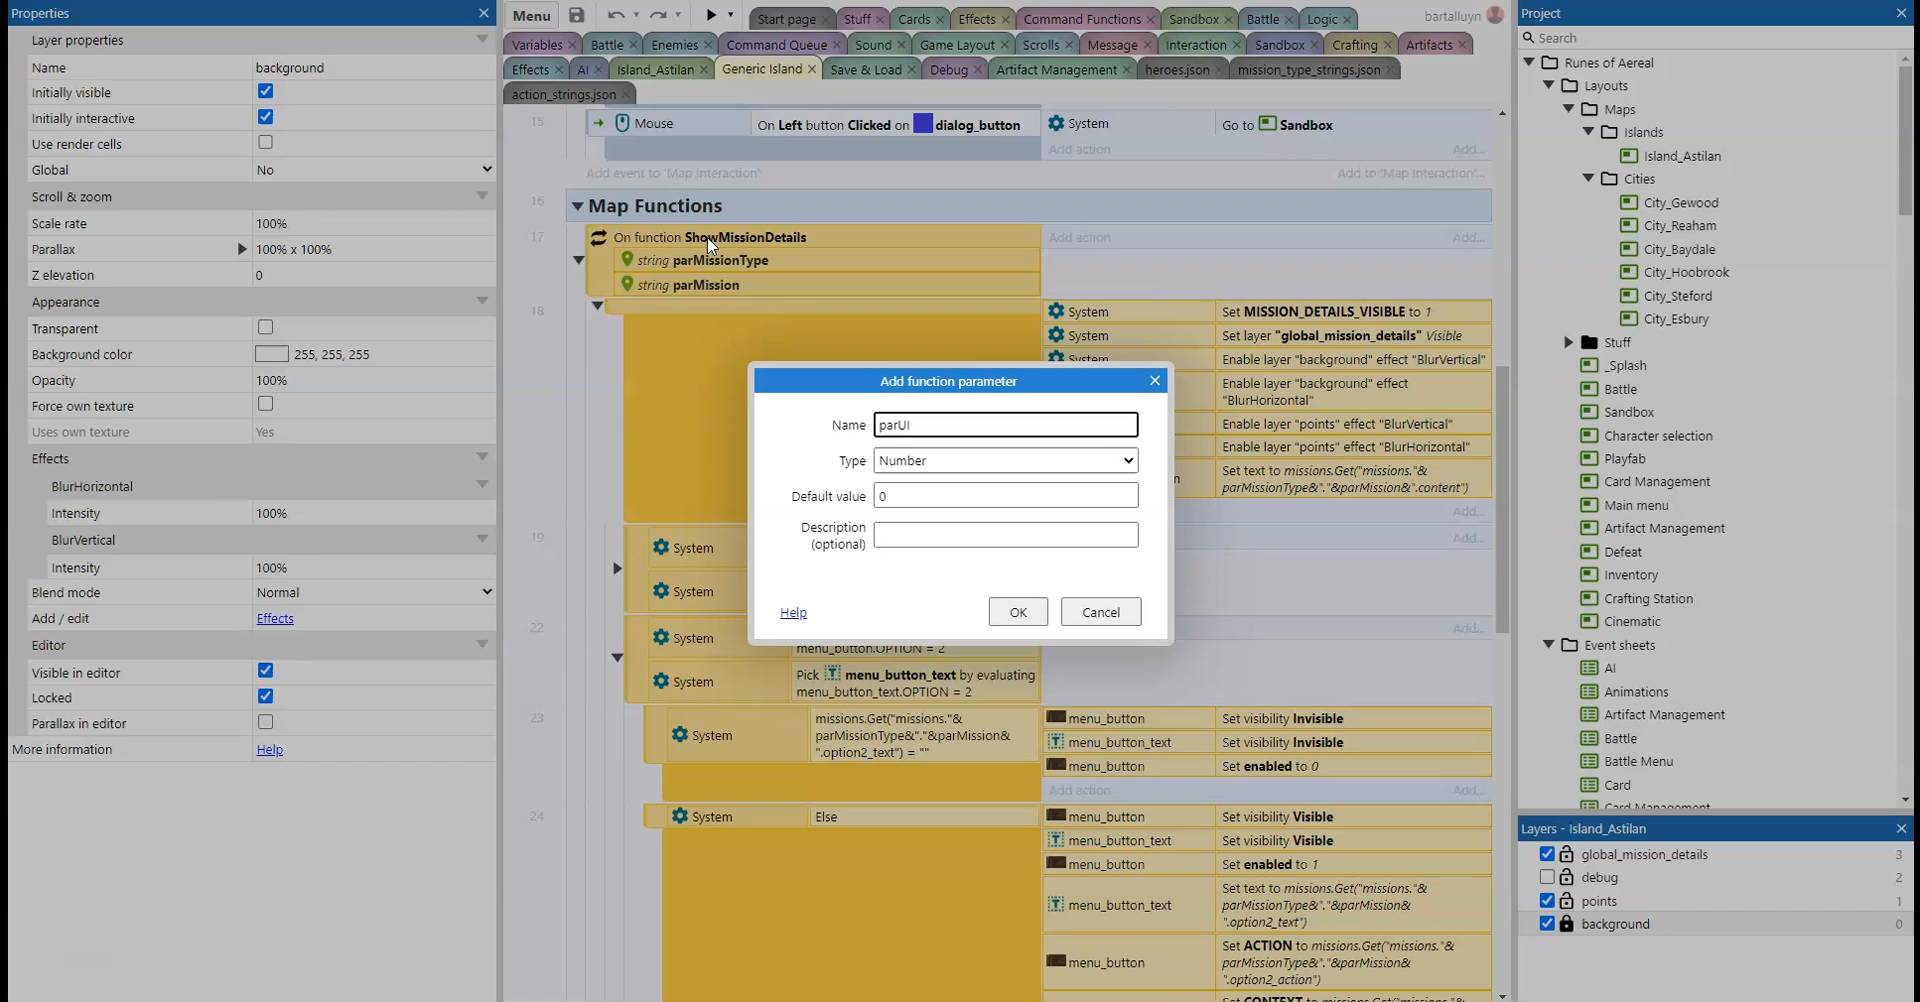 Properties
Layer properties
Name background
Initially visible
Initially interactive
Use render cells
Global No
Scroll & zoom
Scale rate 100%
Parallax 100% x 100%
Z elevation 0
Appearance
Transparent
Background color 255, 255, 255
Opacity 100%
Force own texture
Uses own texture Yes
Effects
BlurHorizontal
Intensity 100%
BlurVertical
Intensity 100%
Blend mode Normal
Add / edit Effects
Editor
Visible in editor
Locked
Parallax in editor
More information Help
Menu
bartalluyn
Start page Stuff Cards Effects Command Functions Sandbox Battle Logic
Variables Battle Enemies Command Queue Sound Game Layout Scrolls Message Interaction Sandbox Crafting Artifacts
Effects AI Island_Astilan Generic Island Save & Load Debug Artifact Management heroes.json mission_type_strings.json
action_strings.json
15 Mouse On Left button Clicked on dialog_button System Go to Sandbox
Add action Add...
Add event to 'Map Interaction' Add to 'Map Interaction'...
16 Map Functions
17 On function ShowMissionDetails Add action Add...
string parMissionType
string parMission
18 System Set MISSION_DETAILS_VISIBLE to 1
System Set layer "global_mission_details" Visible
System Enable layer "background" effect "BlurVertical"
Enable layer "background" effect
"BlurHorizontal"
Enable layer "points" effect "BlurVertical"
Enable layer "points" effect "BlurHorizontal"
Set text to missions.Get("missions."&
parMissionType&"."&parMission&".content")
Add...
19 System Add...
System
22 System Add...
menu_button.OPTION = 2
System Pick menu_button_text by evaluating
menu_button_text.OPTION = 2
23 System missions.Get("missions."&
parMissionType&"."&parMission&
".option2_text") = ""
menu_button Set visibility Invisible
menu_button_text Set visibility Invisible
menu_button Set enabled to 0
Add action Add...
24 System Else menu_button Set visibility Visible
menu_button_text Set visibility Visible
menu_button Set enabled to 1
menu_button_text Set text to missions.Get("missions."&
parMissionType&"."&parMission&
".option2_text")
menu_button Set ACTION to missions.Get("missions."&
parMissionType&"."&parMission&
".option2_action")
Set CONTEXT to missions.Get("missions."&
Add function parameter
Name parUI
Type Number
Default value 0
Description
(optional)
Help OK Cancel
Project
Search
Runes of Aereal
Layouts
Maps
Islands
Island_Astilan
Cities
City_Gewood
City_Reaham
City_Baydale
City_Hoobrook
City_Steford
City_Esbury
Stuff
_Splash
Battle
Sandbox
Character selection
Playfab
Card Management
Main menu
Artifact Management
Defeat
Inventory
Crafting Station
Cinematic
Event sheets
AI
Animations
Artifact Management
Battle
Battle Menu
Card
Card Management
Layers - Island_Astilan
global_mission_details 3
debug 2
points 1
background 0